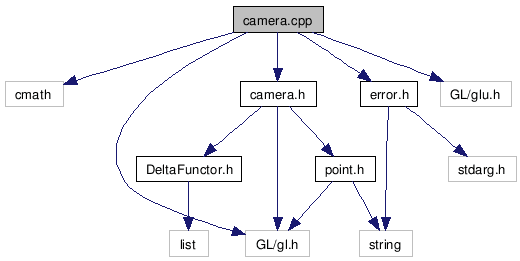 camera.cpp
cmath
camera.h
error.h
GL/glu.h
DeltaFunctor.h
point.h
stdarg.h
list
GL/gl.h
string